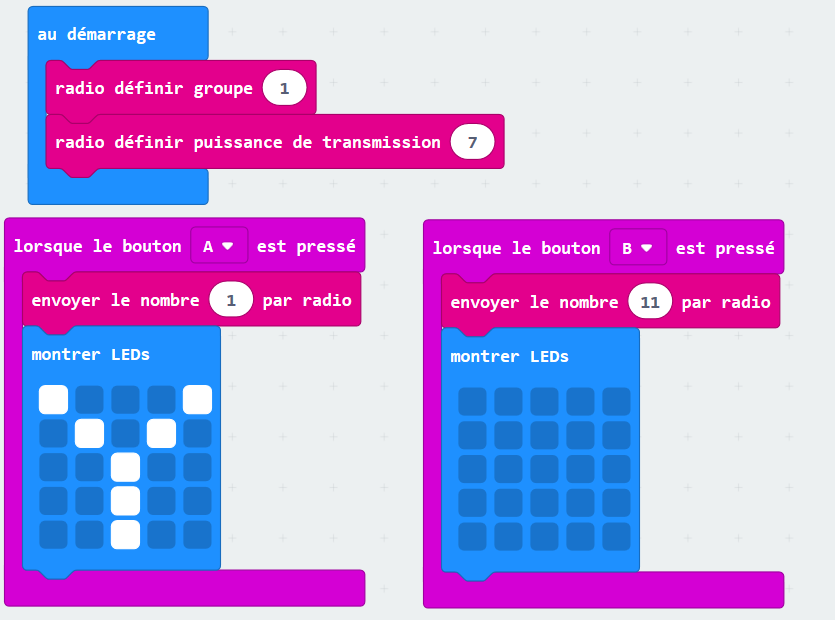 au démarrage
radio définir groupe 1
radio définir puissance de transmission 7
lorsque le bouton A est pressé
envoyer le nombre 1 par radio
montrer LEDs
lorsque le bouton B est pressé
envoyer le nombre 11 par radio
montrer LEDs